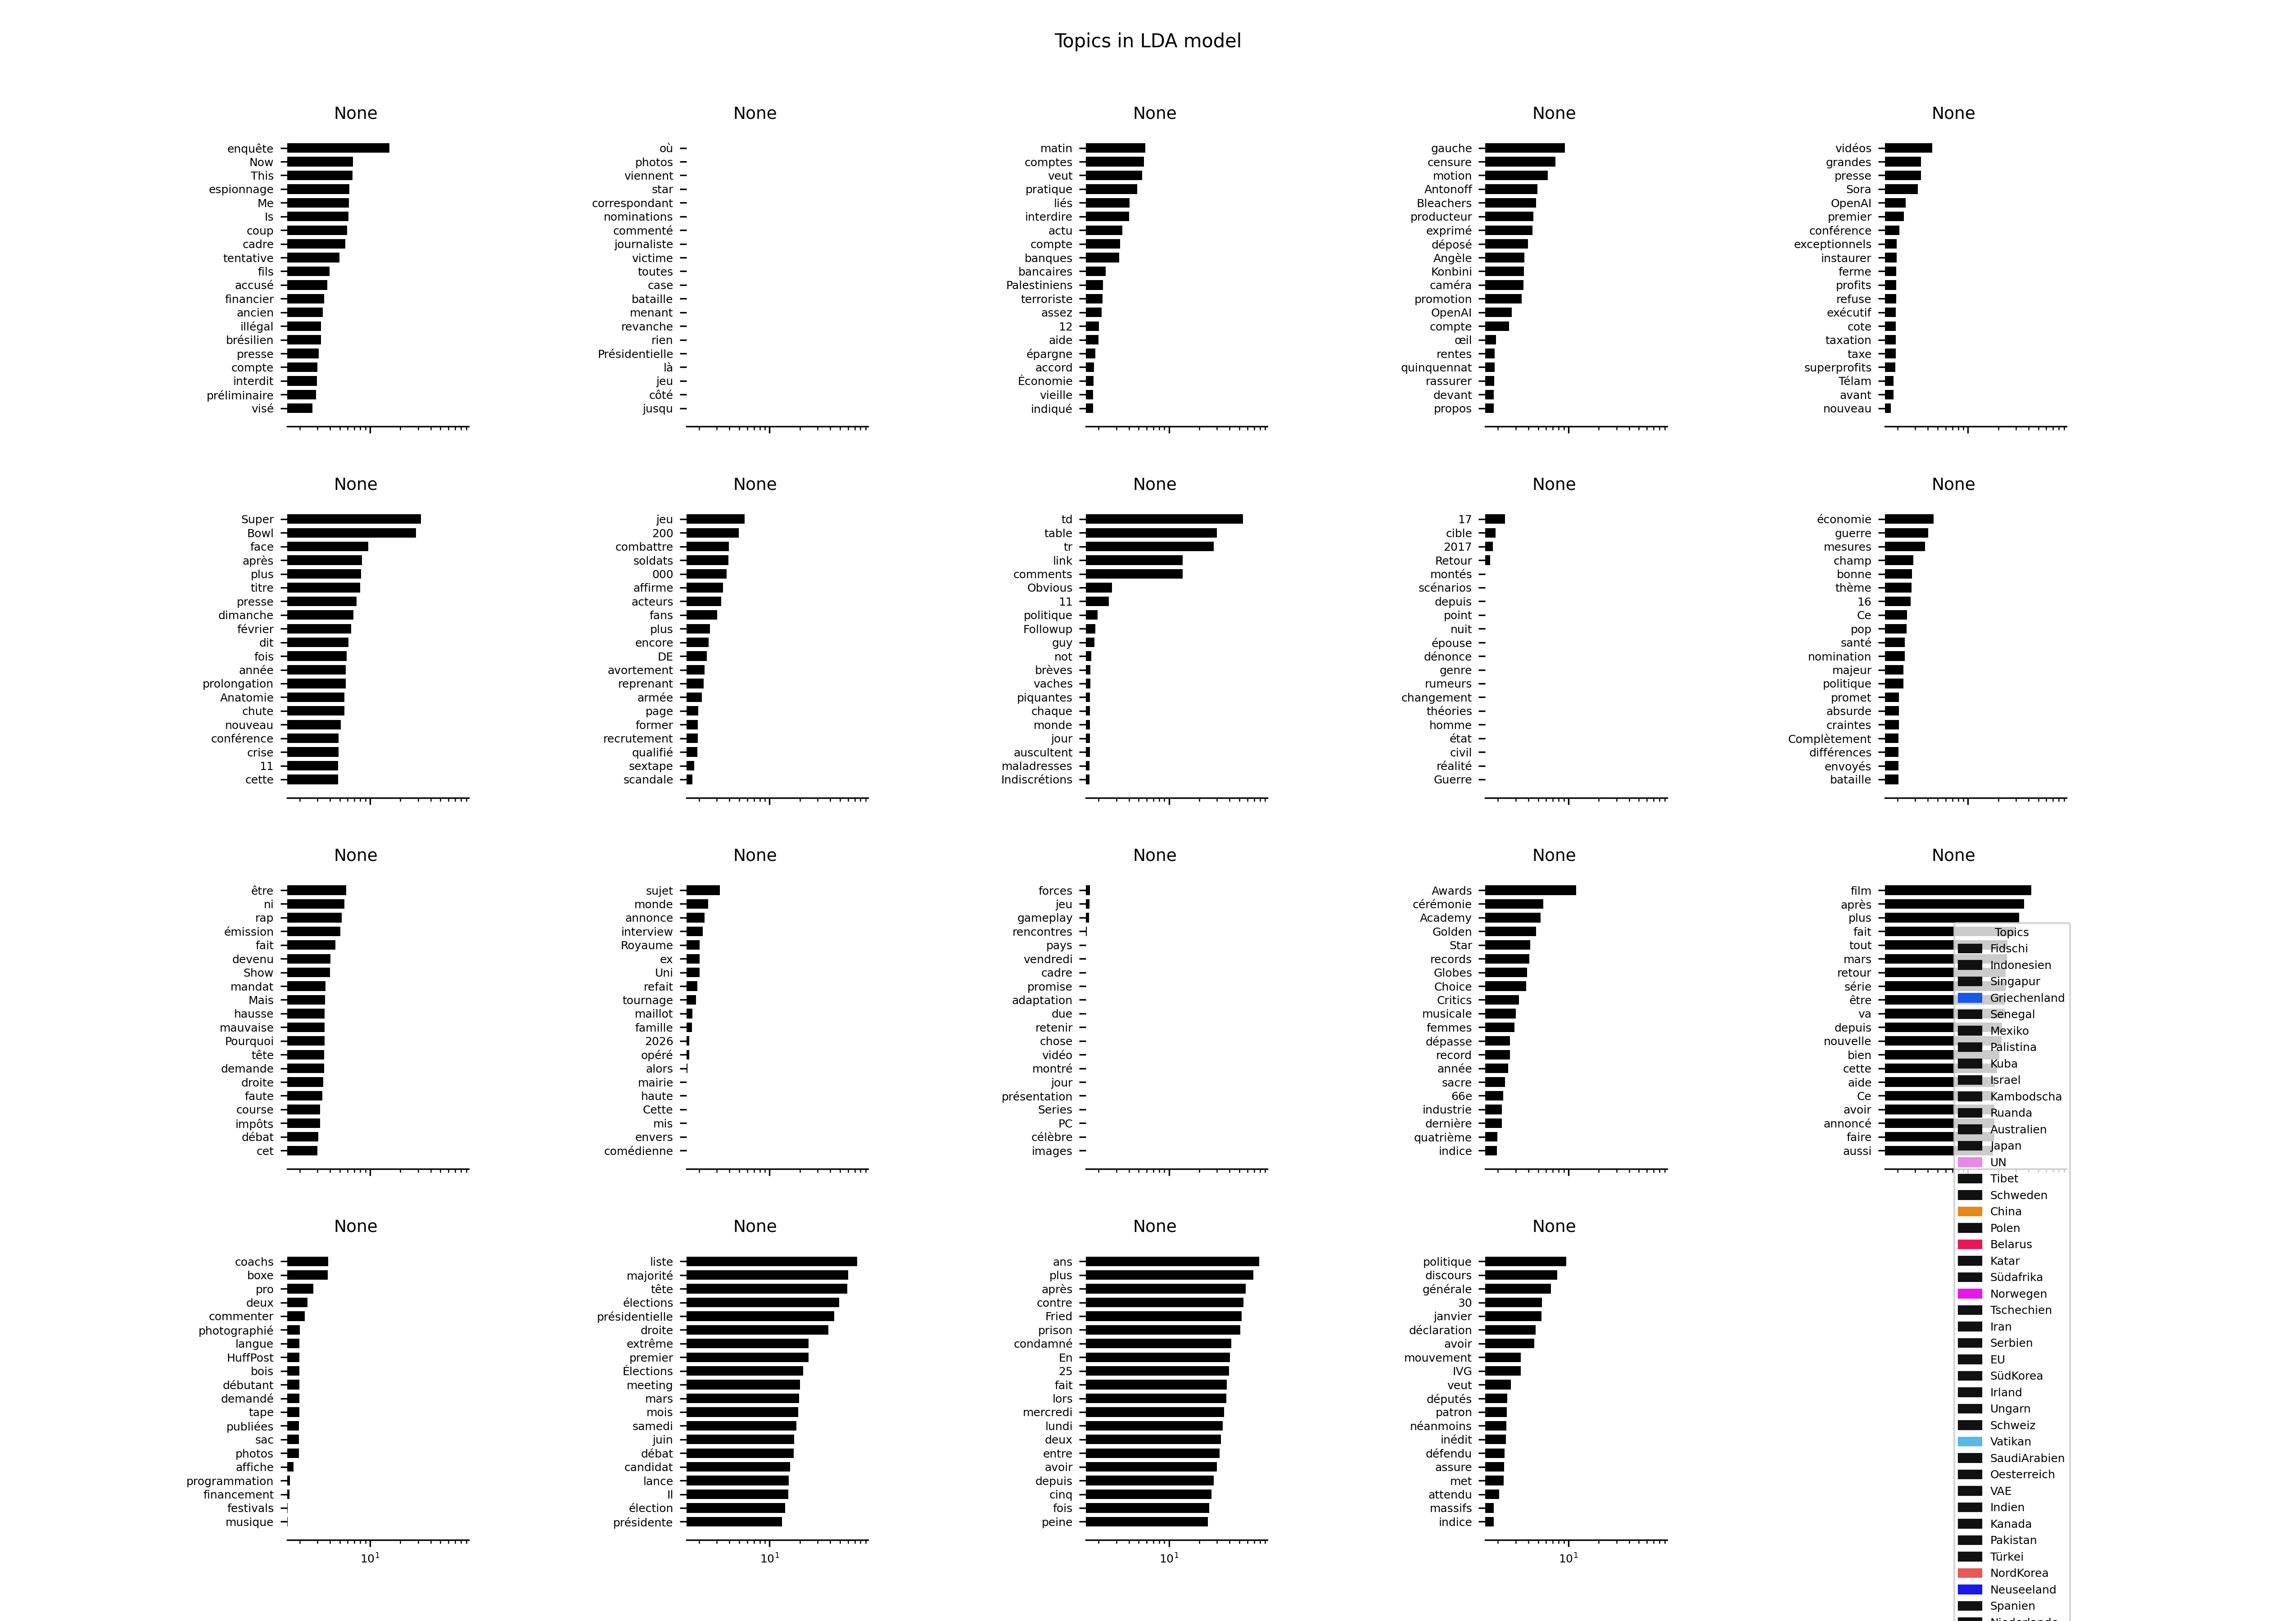 Topics in LDA model
None
enquête
Now
This
espionnage
Me
Is
coup
cadre
tentative
fils
accusé
financier
ancien
illégal
brésilien
presse
compte
interdit
préliminaire
visé
None
où
photos
viennent
star
correspondant
nominations
commenté
journaliste
victime
toutes
case
bataille
menant
revanche
rien
Présidentielle
là
jeu
côté
jusqu
None
matin
comptes
veut
pratique
liés
interdire
actu
compte
banques
bancaires
Palestiniens
terroriste
assez
12
aide
épargne
accord
Économie
vieille
indiqué
None
gauche
censure
motion
Antonoff
Bleachers
producteur
exprimé
déposé
Angèle
Konbini
caméra
promotion
OpenAI
compte
œil
rentes
quinquennat
rassurer
devant
propos
None
vidéos
grandes
presse
Sora
OpenAI
premier
conférence
exceptionnels
instaurer
ferme
profits
refuse
exécutif
cote
taxation
taxe
superprofits
Télam
avant
nouveau
None
Super
Bowl
face
après
plus
titre
presse
dimanche
février
dit
fois
année
prolongation
Anatomie
chute
nouveau
conférence
crise
11
cette
None
jeu
200
combattre
soldats
000
affirme
acteurs
fans
plus
encore
DE
avortement
reprenant
armée
page
former
recrutement
qualifié
sextape
scandale
None
td
table
tr
link
comments
Obvious
11
politique
Followup
guy
not
brèves
vaches
piquantes
chaque
monde
jour
auscultent
maladresses
Indiscrétions
None
17
cible
2017
Retour
montés
scénarios
depuis
point
nuit
épouse
dénonce
genre
rumeurs
changement
théories
homme
état
civil
réalité
Guerre
None
économie
guerre
mesures
champ
bonne
thème
16
Ce
pop
santé
nomination
majeur
politique
promet
absurde
craintes
Complètement
différences
envoyés
bataille
None
être
ni
rap
émission
fait
devenu
Show
mandat
Mais
hausse
mauvaise
Pourquoi
tête
demande
droite
faute
course
impôts
débat
cet
None
sujet
monde
annonce
interview
Royaume
ex
Uni
refait
tournage
maillot
famille
2026
opéré
alors
mairie
haute
Cette
mis
envers
comédienne
None
forces
jeu
gameplay
rencontres
pays
vendredi
cadre
promise
adaptation
due
retenir
chose
vidéo
montré
jour
présentation
Series
PC
célèbre
images
None
Awards
cérémonie
Academy
Golden
Star
records
Globes
Choice
Critics
musicale
femmes
dépasse
record
année
sacre
66e
industrie
dernière
quatrième
indice
None
film
après
plus
fait
tout
mars
retour
série
être
va
depuis
nouvelle
bien
cette
aide
Ce
avoir
annoncé
faire
aussi
None
coachs
boxe
pro
deux
commenter
photographié
langue
HuffPost
bois
débutant
demandé
tape
publiées
sac
photos
affiche
programmation
financement
festivals
musique
10¹
None
liste
majorité
tête
élections
présidentielle
droite
extrême
premier
Élections
meeting
mars
mois
samedi
juin
débat
candidat
lance
Il
élection
présidente
10¹
None
ans
plus
après
contre
Fried
prison
condamné
En
25
fait
lors
mercredi
lundi
deux
entre
avoir
depuis
cinq
fois
peine
10¹
None
politique
discours
générale
30
janvier
déclaration
avoir
mouvement
IVG
veut
députés
patron
néanmoins
inédit
défendu
assure
met
attendu
massifs
indice
10¹
Topics
Fidschi
Indonesien
Singapur
Griechenland
Senegal
Mexiko
Palistina
Kuba
Israel
Kambodscha
Ruanda
Australien
Japan
UN
Tibet
Schweden
China
Polen
Belarus
Katar
Südafrika
Norwegen
Tschechien
Iran
Serbien
EU
SüdKorea
Irland
Ungarn
Schweiz
Vatikan
SaudiArabien
Oesterreich
VAE
Indien
Kanada
Pakistan
Türkei
NordKorea
Neuseeland
Spanien